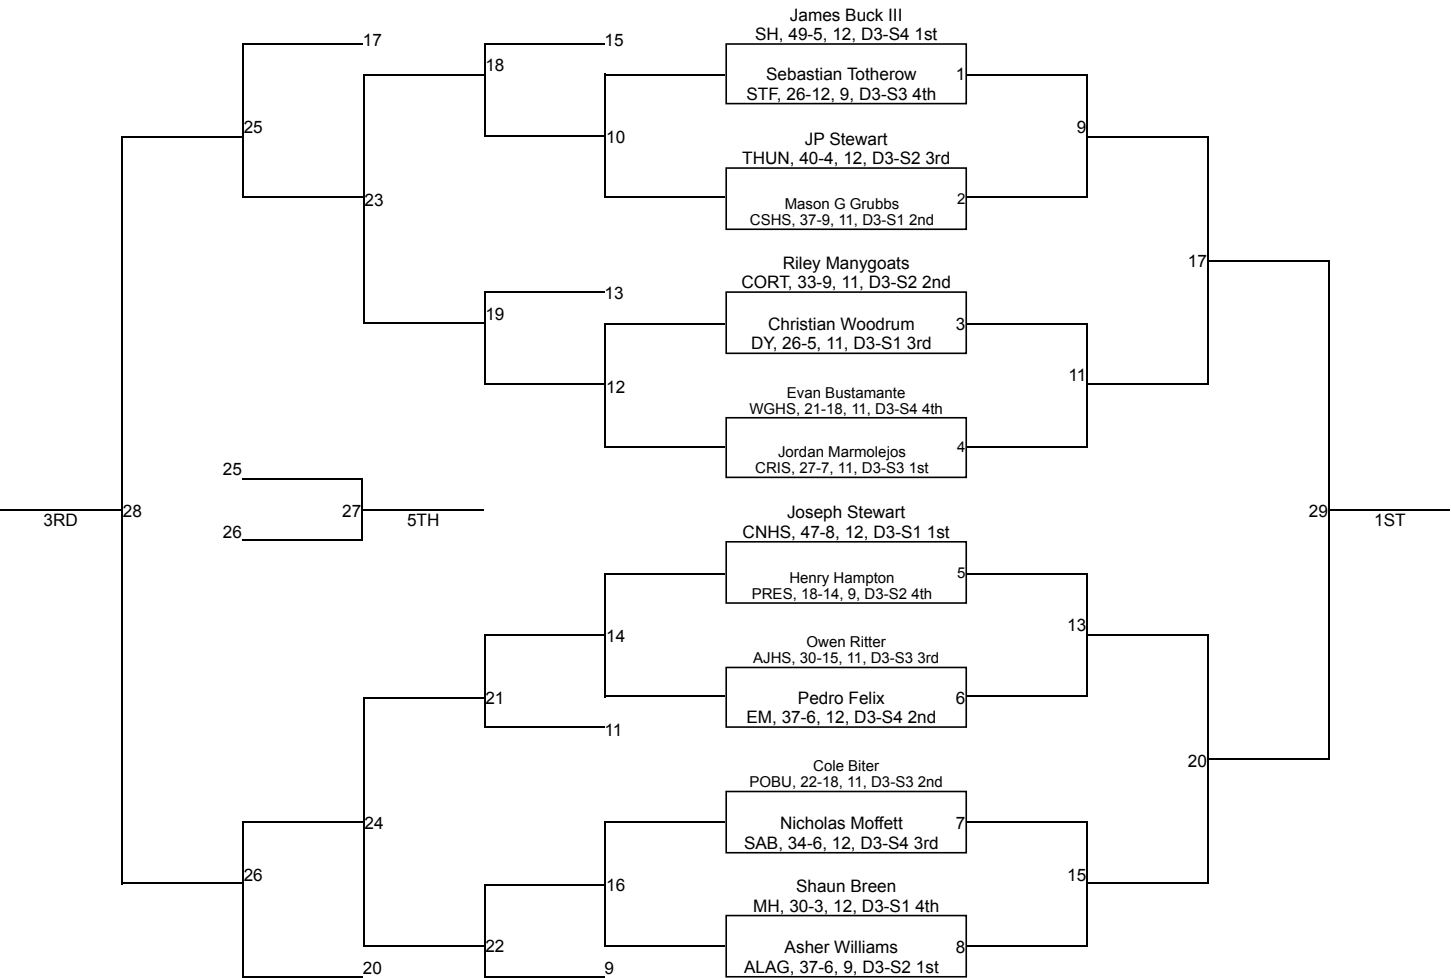 James Buck III
SH, 49-5, 12, D3-S4 1st
17
15
18
Sebastian Totherow
1
STF, 26-12, 9, D3-S3 4th
25
10
9
JP Stewart
THUN, 40-4, 12, D3-S2 3rd
23
Mason G Grubbs
2
CSHS, 37-9, 11, D3-S1 2nd
Riley Manygoats
17
CORT, 33-9, 11, D3-S2 2nd
13
19
Christian Woodrum
3
DY, 26-5, 11, D3-S1 3rd
12
11
Evan Bustamante
WGHS, 21-18, 11, D3-S4 4th
Jordan Marmolejos
4
CRIS, 27-7, 11, D3-S3 1st
25
3RD
28
27
5TH
26
Joseph Stewart
29
1ST
CNHS, 47-8, 12, D3-S1 1st
Henry Hampton
5
PRES, 18-14, 9, D3-S2 4th
14
13
Owen Ritter
AJHS, 30-15, 11, D3-S3 3rd
21
Pedro Felix
6
EM, 37-6, 12, D3-S4 2nd
11
Cole Biter
20
POBU, 22-18, 11, D3-S3 2nd
24
Nicholas Moffett
7
SAB, 34-6, 12, D3-S4 3rd
26
16
15
Shaun Breen
MH, 30-3, 12, D3-S1 4th
22
Asher Williams
8
20
9
ALAG, 37-6, 9, D3-S2 1st